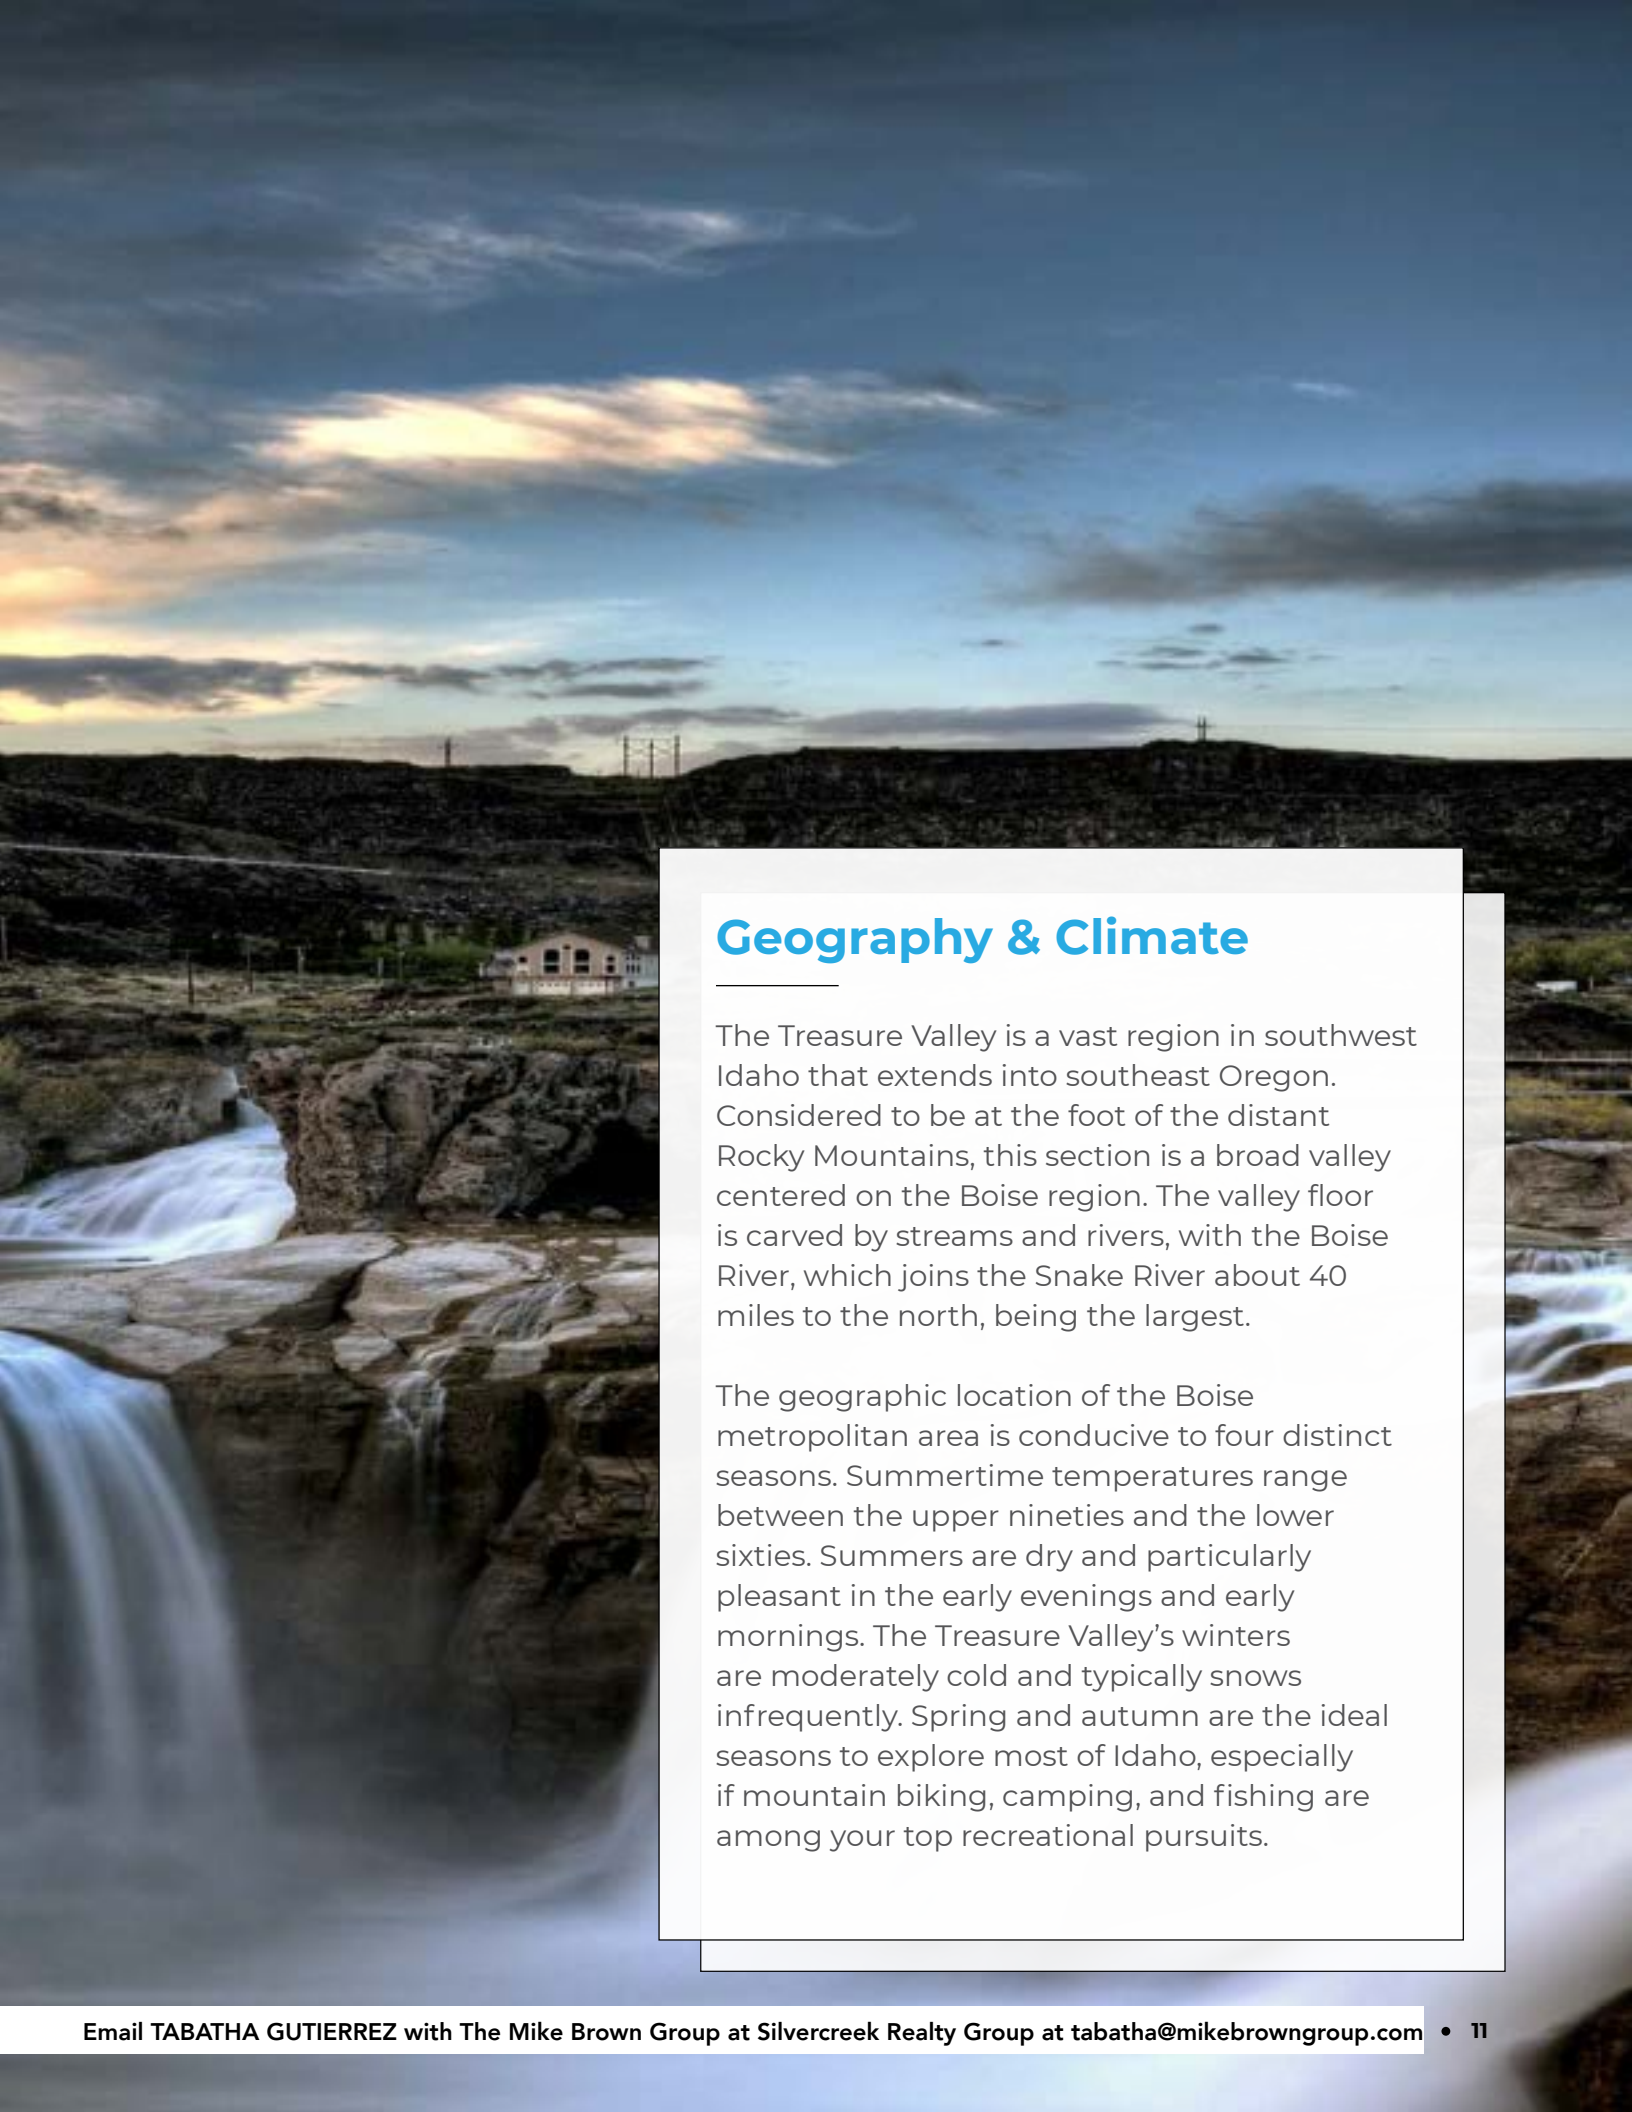 Geography & Climate
The Treasure Valley is a vast region in southwest
Idaho that extends into southeast Oregon.
Considered to be at the foot of the distant
Rocky Mountains, this section is a broad valley
centered on the Boise region. The valley floor
is carved by streams and rivers, with the Boise
River, which joins the Snake River about 40
miles to the north, being the largest.
The geographic location of the Boise
metropolitan area is conducive to four distinct
seasons. Summertime temperatures range
between the upper nineties and the lower
sixties. Summers are dry and particularly
pleasant in the early evenings and early
mornings. The Treasure Valley’s winters
are moderately cold and typically snows
infrequently. Spring and autumn are the ideal
seasons to explore most of Idaho, especially
if mountain biking, camping, and fishing are
among your top recreational pursuits.
Email TABATHA GUTIERREZ with The Mike Brown Group at Silvercreek Realty Group at tabatha@mikebrowngroup.com • 11